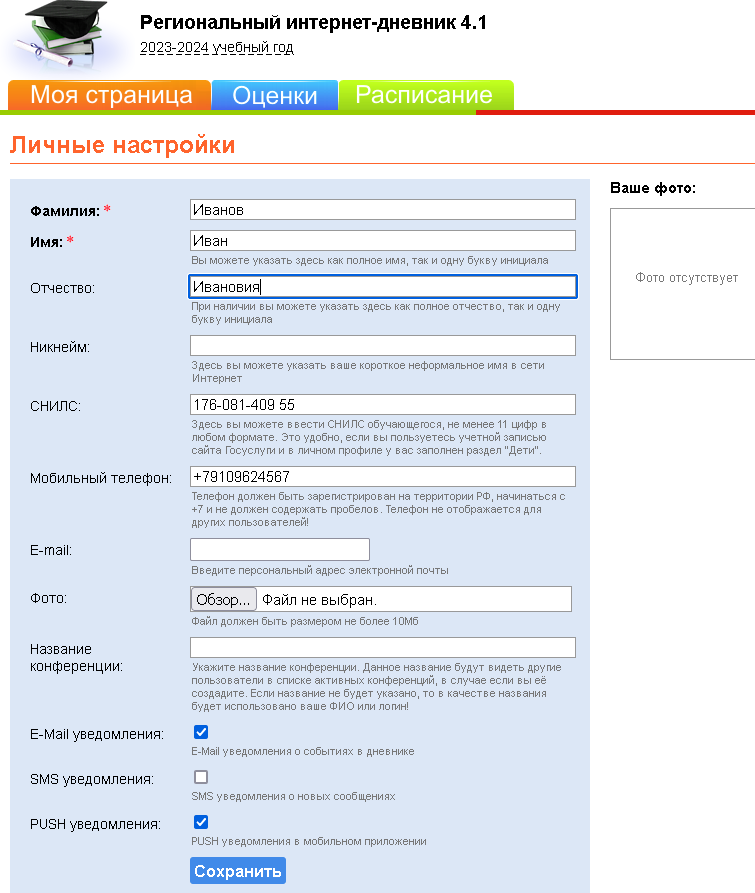 Региональный интернет-дневник 4.1
2023-2024 учебный год
Моя страница Оценки Расписание
Личные настройки
Ваше фото:
Фото отсутствует
Фамилия: * Иванов
Имя: * Иван
Вы можете указать здесь как полное имя, так и одну букву инициала
Отчество: Ивановия
При наличии вы можете указать здесь как полное отчество, так и одну
букву инициала
Никнейм:
Здесь вы можете указать ваше короткое неформальное имя в сети
Интернет
СНИЛС: 176-081-409 55
Здесь вы можете ввести СНИЛС обучающегося, не менее 11 цифр в
любом формате. Это удобно, если вы пользуетесь учетной записью
сайта Госуслуги и в личном профиле у вас заполнен раздел "Дети".
Мобильный телефон: +79109624567
Телефон должен быть зарегистрирован на территории РФ, начинаться с
+7 и не должен содержать пробелов. Телефон не отображается для
других пользователей!
E-mail:
Введите персональный адрес электронной почты
Фото: Обзор... Файл не выбран.
Файл должен быть размером не более 10Мб
Название
конференции:
Укажите название конференции. Данное название будут видеть другие
пользователи в списке активных конференций, в случае если вы её
создадите. Если название не будет указано, то в качестве названия
будет использовано ваше ФИО или логин!
E-Mail уведомления:
E-Mail уведомления о событиях в дневнике
SMS уведомления:
SMS уведомления о новых сообщениях
PUSH уведомления:
PUSH уведомления в мобильном приложении
Сохранить